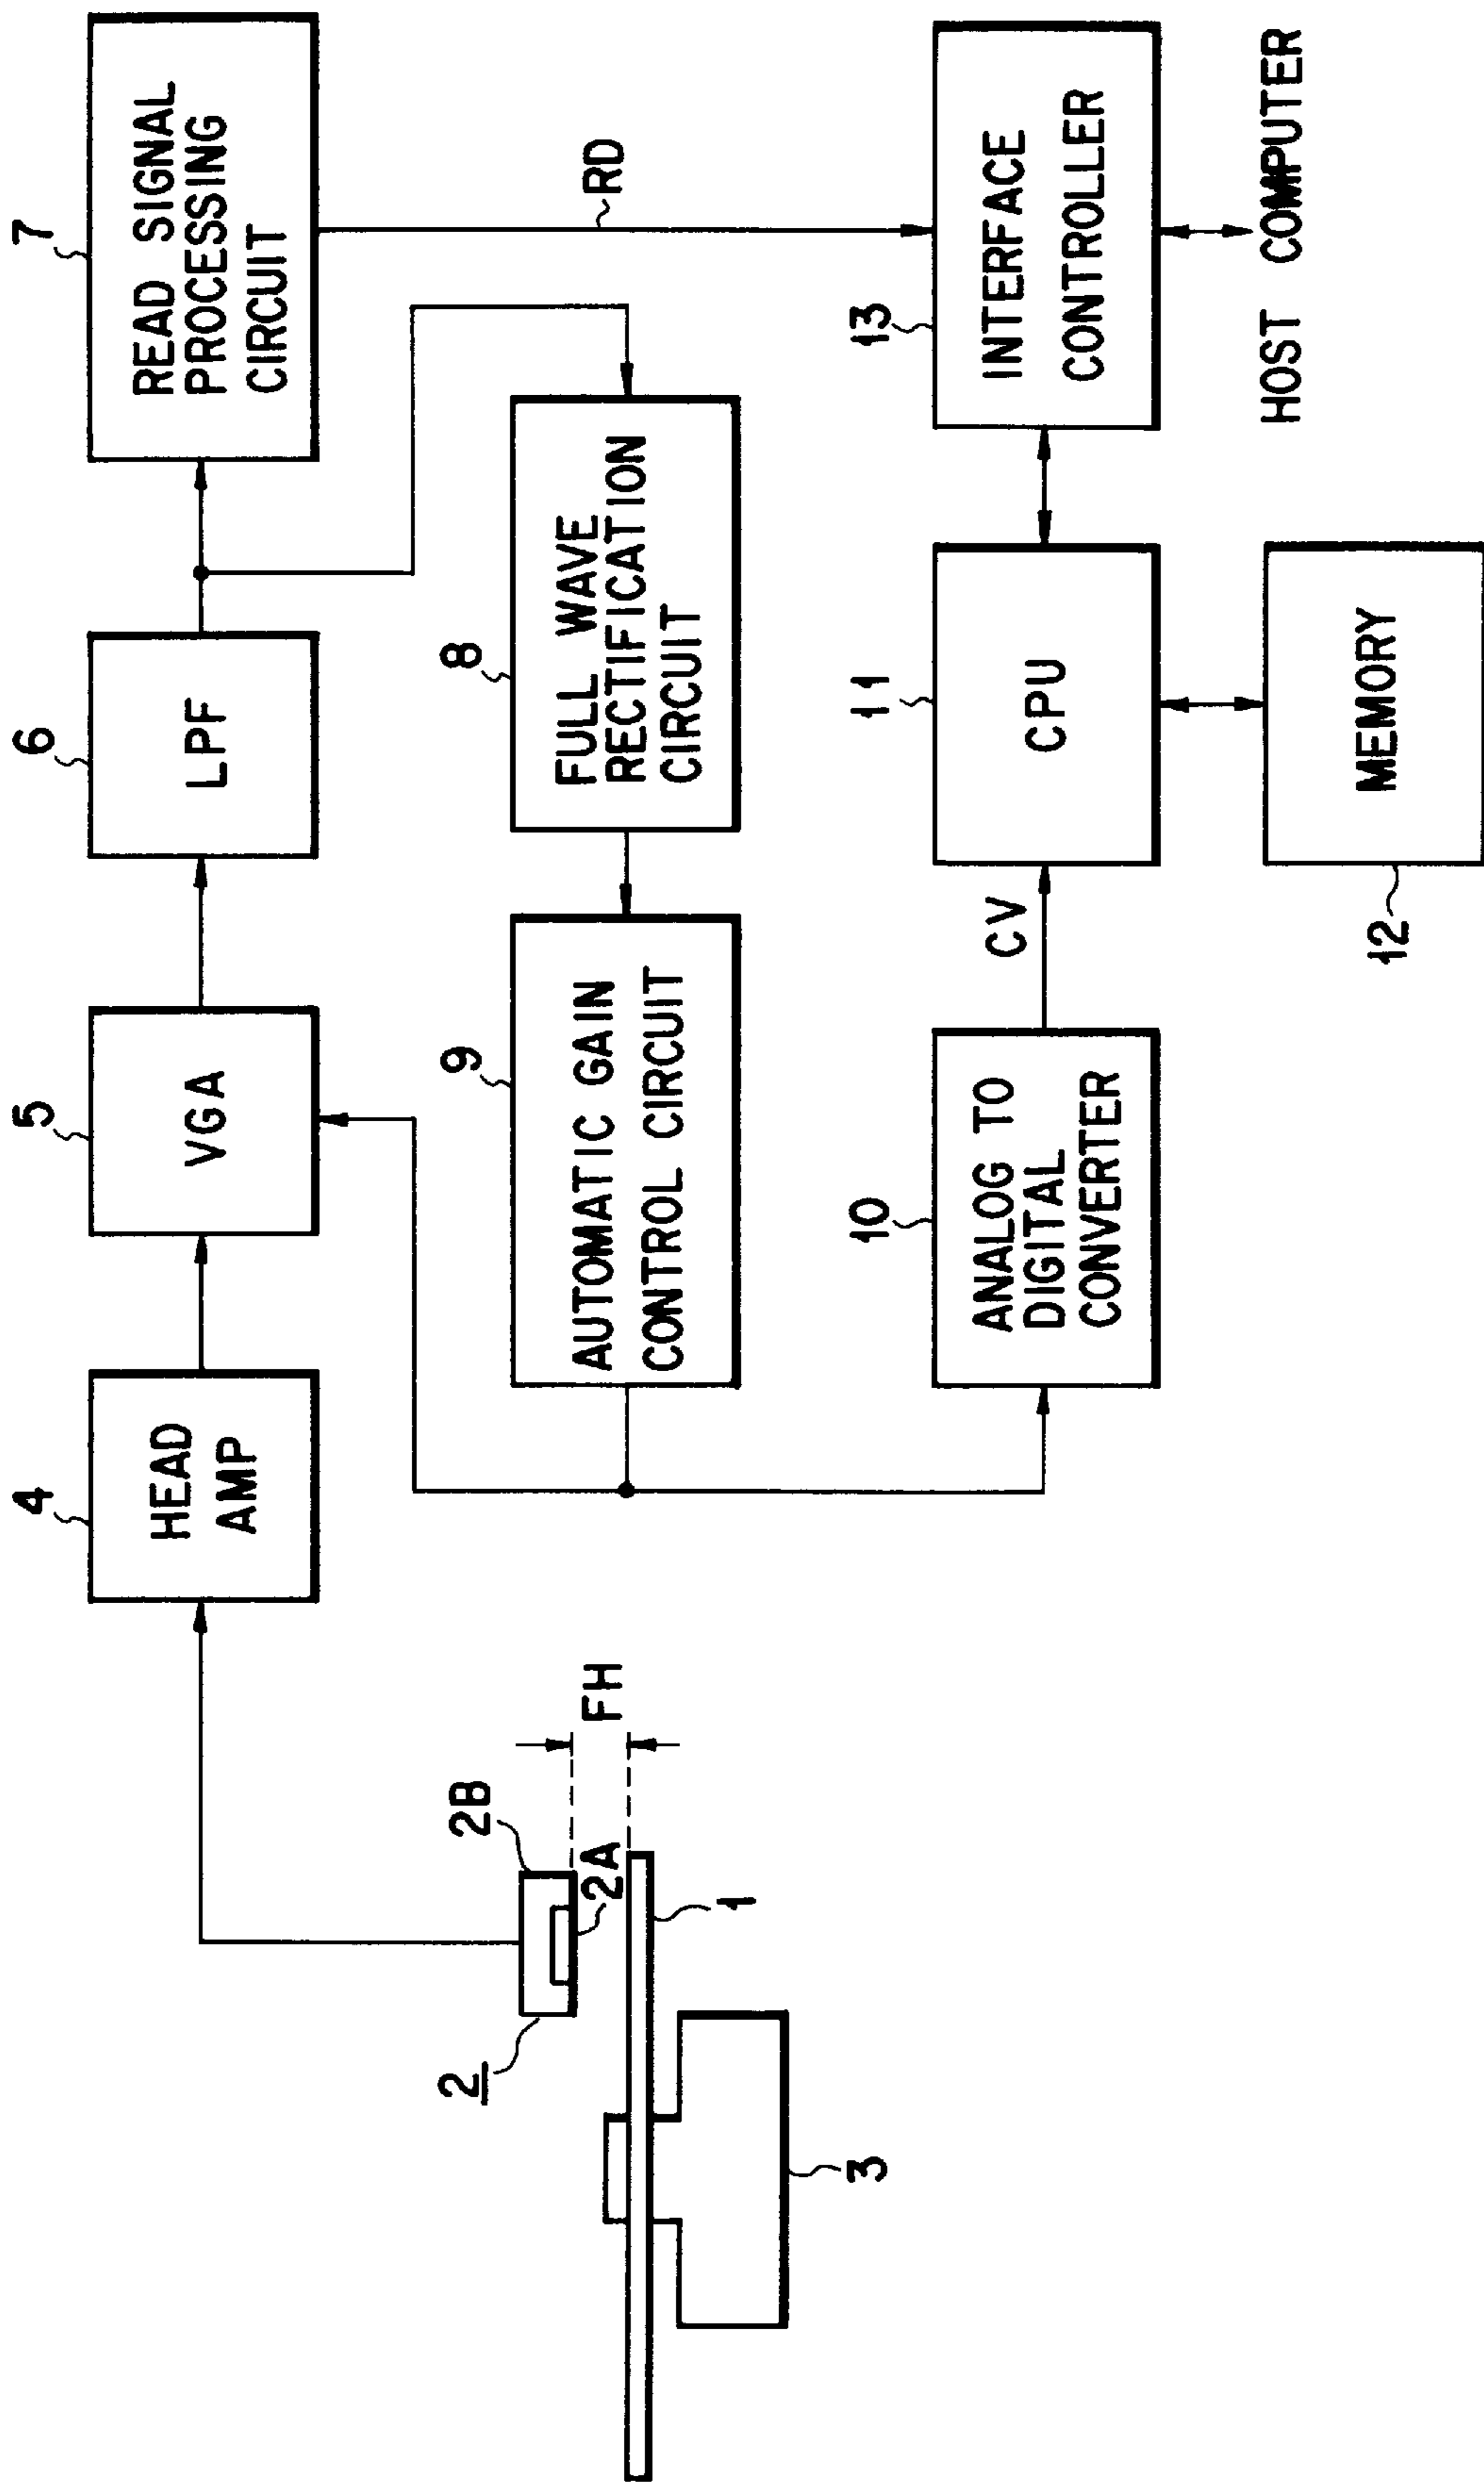 4
HEAD
AMP
5
VGA
6
LPF
7
READ SIGNAL
PROCESSING
CIRCUIT
2
2B
2A
FH
1
3
9
AUTOMATIC GAIN
CONTROL CIRCUIT
8
FULL WAVE
RECTIFICATION
CIRCUIT
RD
10
ANALOG TO
DIGITAL
CONVERTER
CV
11
CPU
13
INTERFACE
CONTROLLER
12
MEMORY
HOST COMPUTER